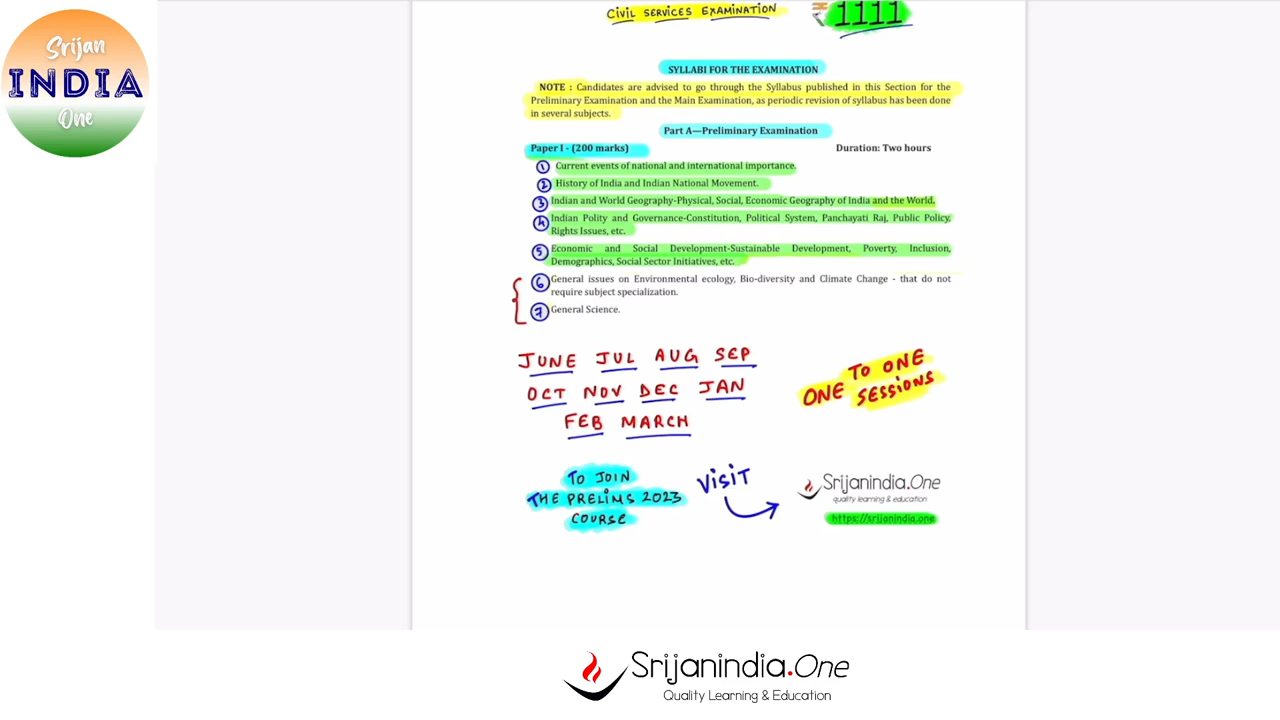 Srijan
INDIA
One
CIVIL SERVICES EXAMINATION
₹1111
SYLLABI FOR THE EXAMINATION
NOTE : Candidates are advised to go through the Syllabus published in this Section for the
Preliminary Examination and the Main Examination, as periodic revision of syllabus has been done
in several subjects.
Part A—Preliminary Examination
Paper I - (200 marks) Duration: Two hours
1 Current events of national and international importance.
2 History of India and Indian National Movement.
3 Indian and World Geography-Physical, Social, Economic Geography of India and the World.
4 Indian Polity and Governance-Constitution, Political System, Panchayati Raj, Public Policy,
Rights Issues, etc.
5 Economic and Social Development-Sustainable Development, Poverty, Inclusion,
Demographics, Social Sector Initiatives, etc.
6 General issues on Environmental ecology, Bio-diversity and Climate Change - that do not
require subject specialization.
7 General Science.
JUNE JUL AUG SEP
OCT NOV DEC JAN
FEB MARCH
ONE TO ONE
SESSIONS
TO JOIN
THE PRELIMS 2023
COURSE
VISIT
Srijanindia.One
quality learning & education
https://srijanindia.one
Srijanindia.One
Quality Learning & Education